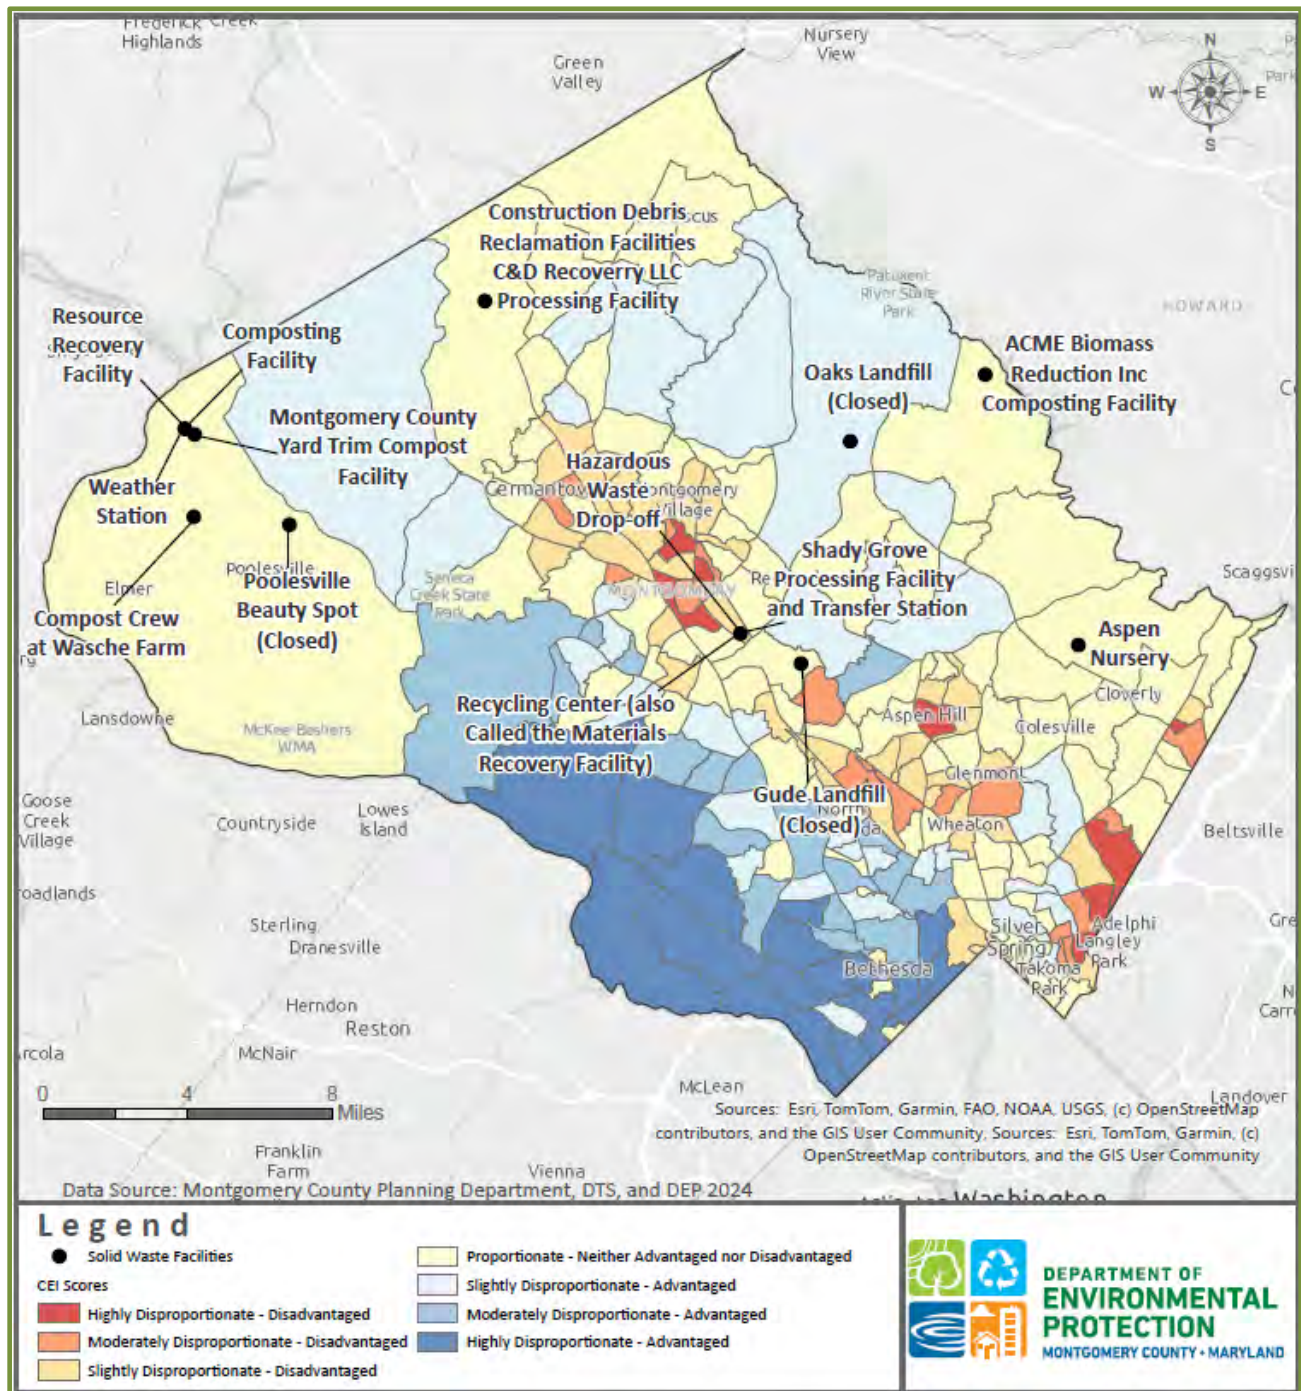 Frederick Creek
Highlands
Nursery
View
Green
Valley
N
W
E
S
Park
Construction Debris
Reclamation Facilities
C&D Recoverry LLC
Processing Facility
Patuxent
River State
Park
HOWARD
Resource
Recovery
Facility
Composting
Facility
ACME Biomass
Reduction Inc
Composting Facility
Oaks Landfill
(Closed)
Montgomery County
Yard Trim Compost
Facility
Hazardous
Waste
Drop-off
Weather
Station
Shady Grove
Processing Facility
and Transfer Station
Scaggsvi
Seneca
Creek State
Park
MONTGOMERY
Elmer
Poolesville
Poolesville
Beauty Spot
(Closed)
Compost Crew
at Wasche Farm
Aspen
Nursery
Cloverly
Lansdowne
McKee-Beshers
WMA
Recycling Center (also
Called the Materials
Recovery Facility)
Aspen Hill
Colesville
Glenmont
Goose
Creek
Village
Countryside
Lowes
Island
Gude Landfill
(Closed)
North
Wheaton
Beltsville
roadlands
Sterling
Dranesville
Silver
Spring
Adelphi
Langley
Park
Bethesda
Takoma
Park
Herndon
Reston
McNair
McLean
Landover
0 4 8
Miles
Sources: Esri, TomTom, Garmin, FAO, NOAA, USGS, (c) OpenStreetMap
contributors, and the GIS User Community, Sources: Esri, TomTom, Garmin, (c)
OpenStreetMap contributors, and the GIS User Community
Franklin
Farm
Vienna
Data Source: Montgomery County Planning Department, DTS, and DEP 2024
Washington
Legend
Solid Waste Facilities
CEI Scores
Highly Disproportionate - Disadvantaged
Moderately Disproportionate - Disadvantaged
Slightly Disproportionate - Disadvantaged
Proportionate - Neither Advantaged nor Disadvantaged
Slightly Disproportionate - Advantaged
Moderately Disproportionate - Advantaged
Highly Disproportionate - Advantaged
DEPARTMENT OF
ENVIRONMENTAL
PROTECTION
MONTGOMERY COUNTY • MARYLAND